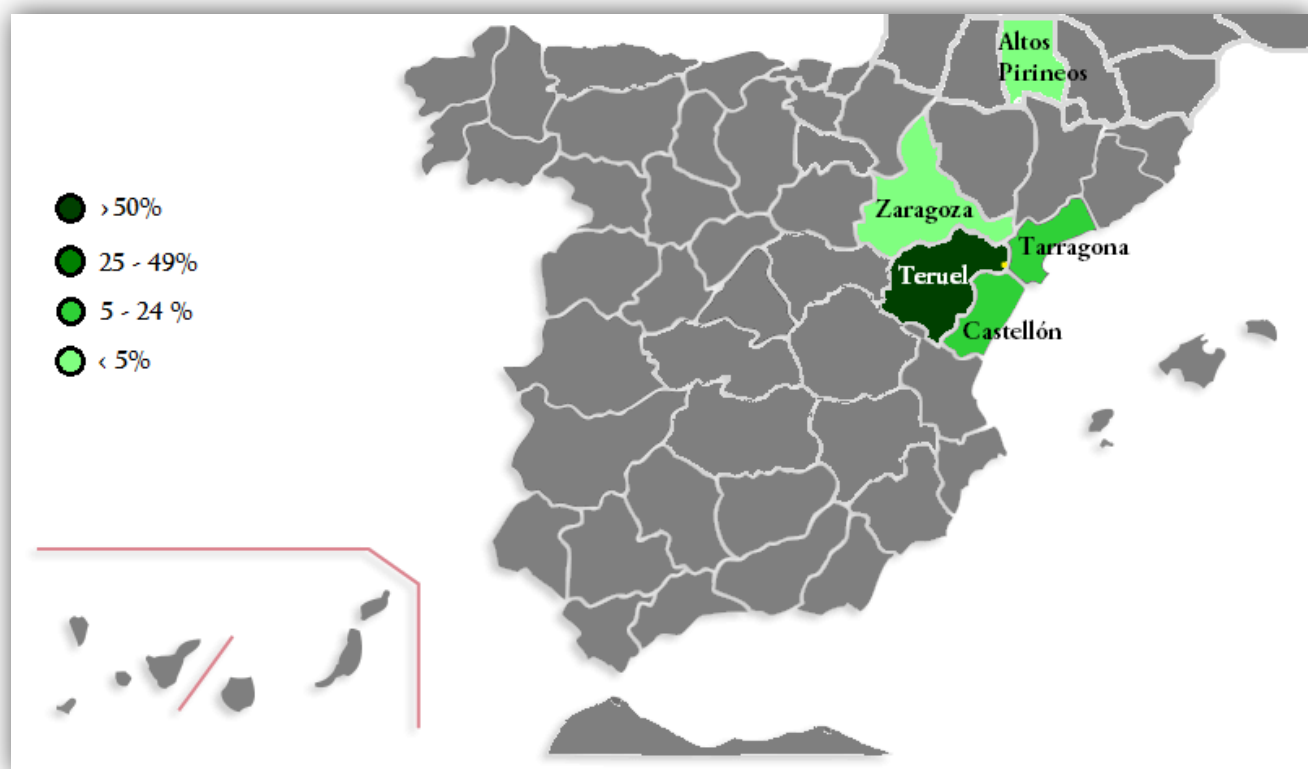 Altos
Pirineos
Zaragoza
Tarragona
Teruel
Castellón
> 50%
25 - 49%
5 - 24 %
< 5%